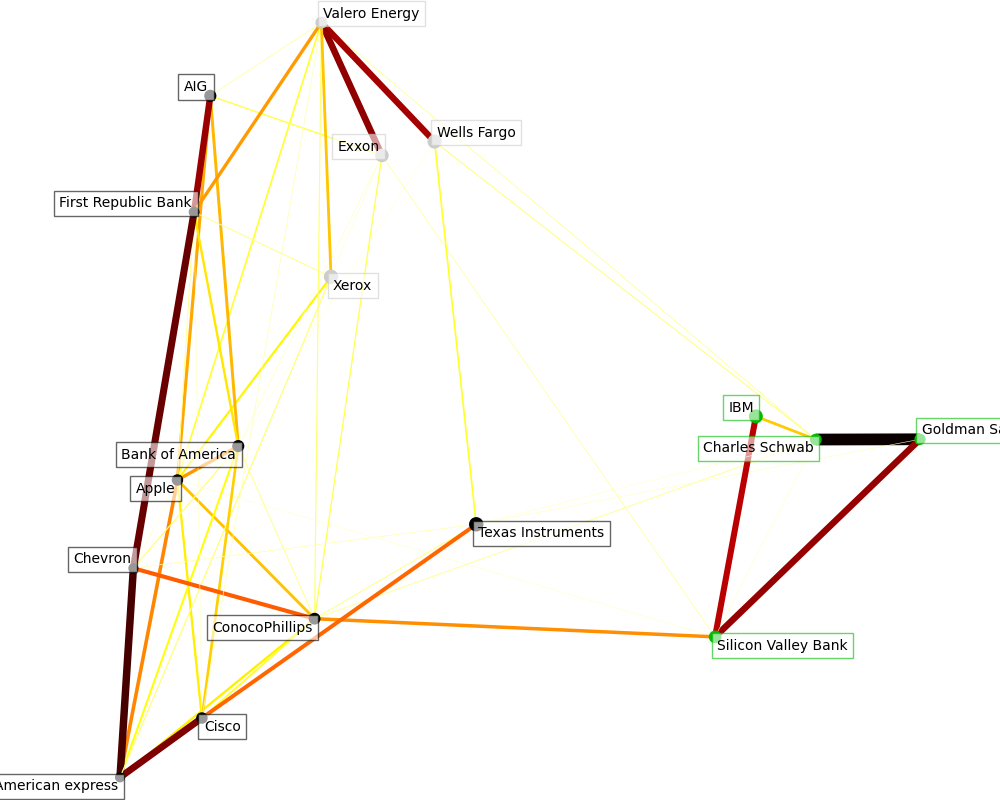 Valero Energy
AIG
Wells Fargo
Exxon
First Republic Bank
Xerox
IBM
Goldman Sa
Charles Schwab
Bank of America
Apple
Texas Instruments
Chevron
ConocoPhillips
Silicon Valley Bank
Cisco
American express